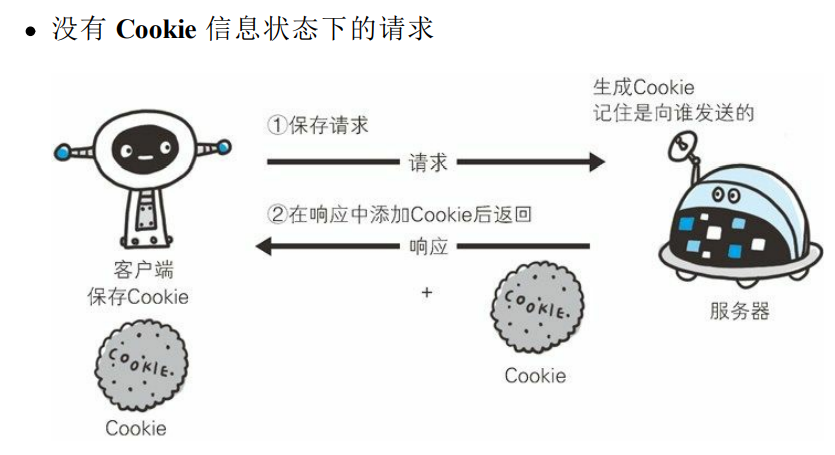 • 没有 Cookie 信息状态下的请求
生成Cookie
记住是向谁发送的
①保存请求
请求
②在响应中添加Cookie后返回
响应
客户端
保存Cookie
+
COOKIE.
服务器
Cookie
COOKIE.
Cookie